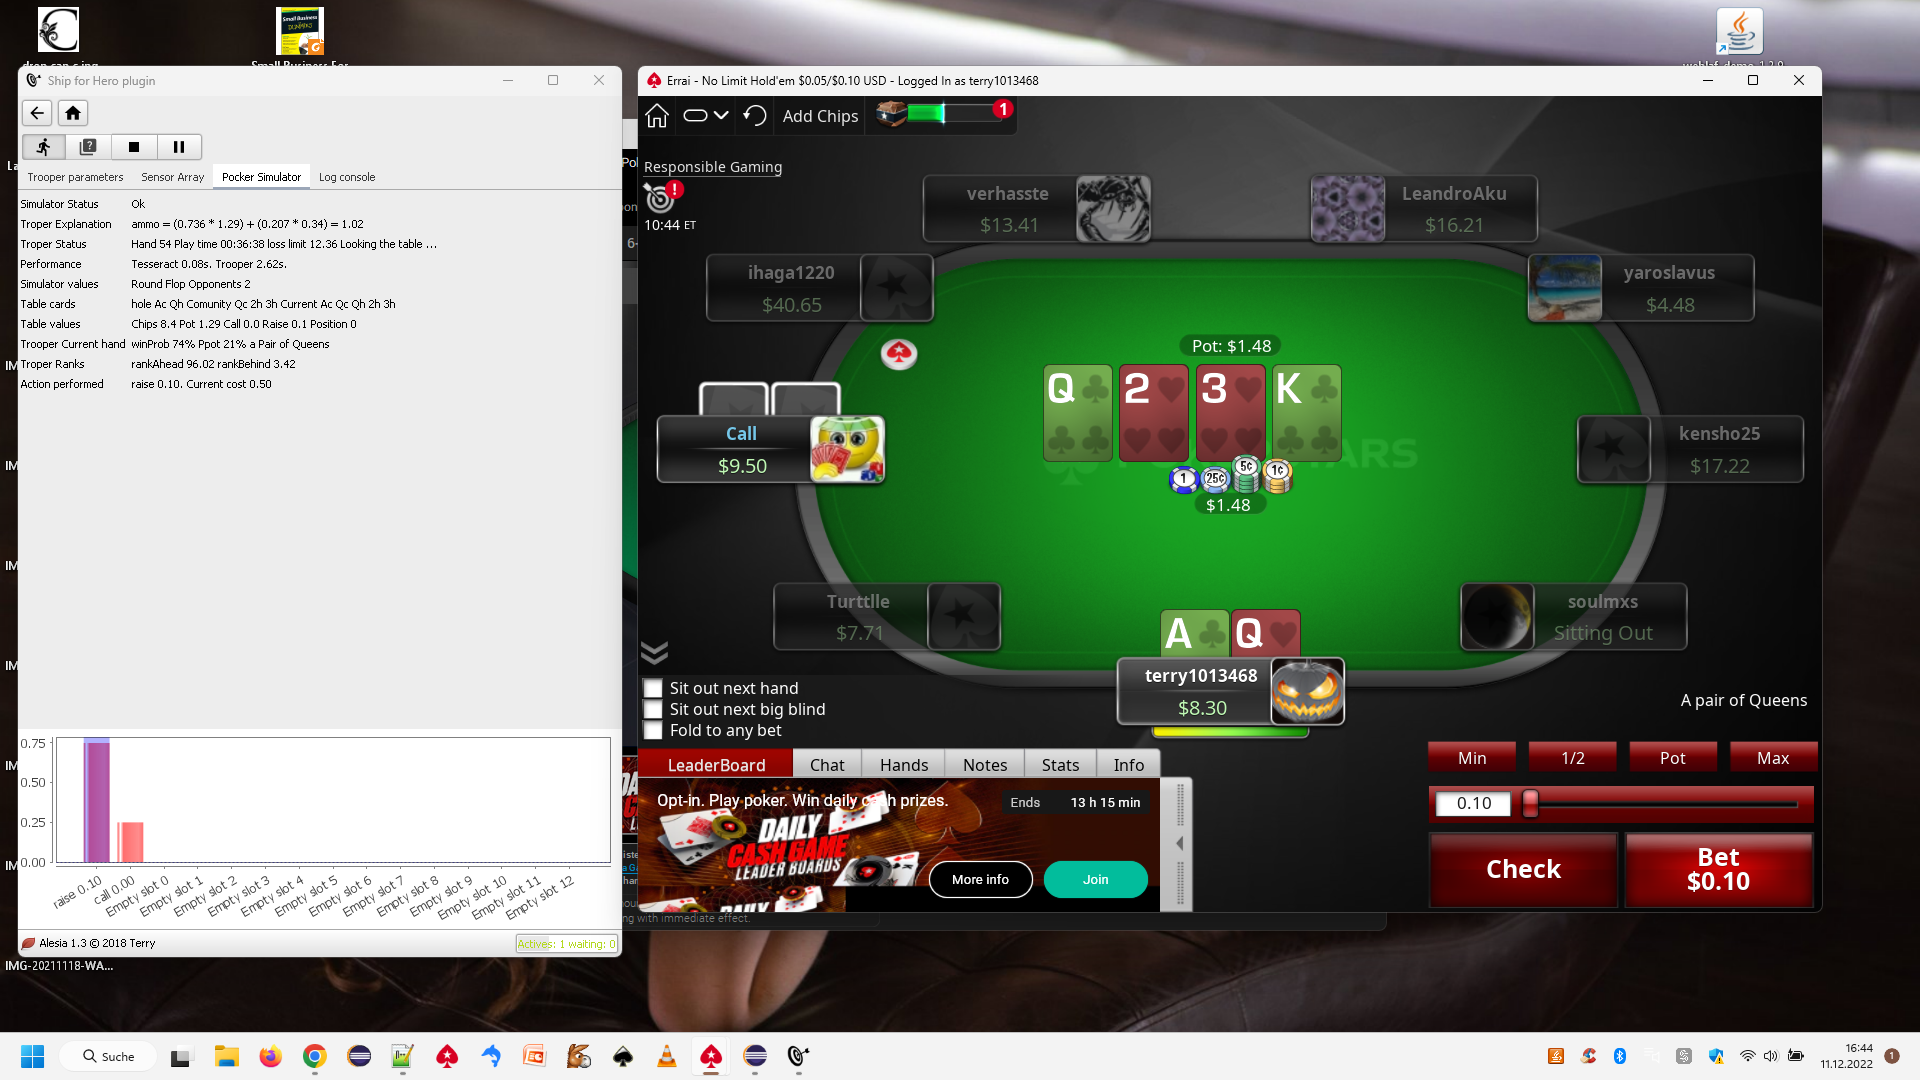 Ship for Hero plugin
Trooper parameters
Sensor Array
Pocker Simulator
Log console
Simulator Status Ok
Troper Explanation ammo = (0.736 * 1.29) + (0.207 * 0.34) = 1.02
Troper Status Hand 54 Play time 00:36:38 loss limit 12.36 Looking the table ...
Performance Tesseract 0.08s. Trooper 2.62s.
Simulator values Round Flop Opponents 2
Table cards hole Ac Qh Comunity Qc 2h 3h Current Ac Qc Qh 2h 3h
Table values Chips 8.4 Pot 1.29 Call 0.0 Raise 0.1 Position 0
Trooper Current hand winProb 74% Ppot 21% a Pair of Queens
Troper Ranks rankAhead 96.02 rankBehind 3.42
Action performed raise 0.10. Current cost 0.50
0.75
0.50
0.25
0.00
raise 0.10
call 0.00
Empty slot 0
Empty slot 1
Empty slot 2
Empty slot 3
Empty slot 4
Empty slot 5
Empty slot 6
Empty slot 7
Empty slot 8
Empty slot 9
Empty slot 10
Empty slot 11
Empty slot 12
Alesia 1.3 © 2018 Terry
Actives: 1 waiting: 0
IMG-20211118-WA...
Errai - No Limit Hold'em $0.05/$0.10 USD - Logged In as terry1013468
Add Chips
1
Responsible Gaming
10:44 ET
verhasste
$13.41
LeandroAku
$16.21
ihaga1220
$40.65
yaroslavus
$4.48
Pot: $1.48
Q
2
3
K
Call
$9.50
kensho25
$17.22
1
25¢
5¢
1¢
$1.48
Turttlle
$7.71
soulmxs
Sitting Out
A
Q
terry1013468
$8.30
Sit out next hand
Sit out next big blind
Fold to any bet
A pair of Queens
LeaderBoard
Chat
Hands
Notes
Stats
Info
Opt-in. Play poker. Win daily cash prizes.
Ends 13 h 15 min
DAILY
CASH GAME
LEADER BOARDS
More info
Join
Min
1/2
Pot
Max
0.10
Check
Bet
$0.10
ng with immediate effect.
Suche
16:44
11.12.2022
1